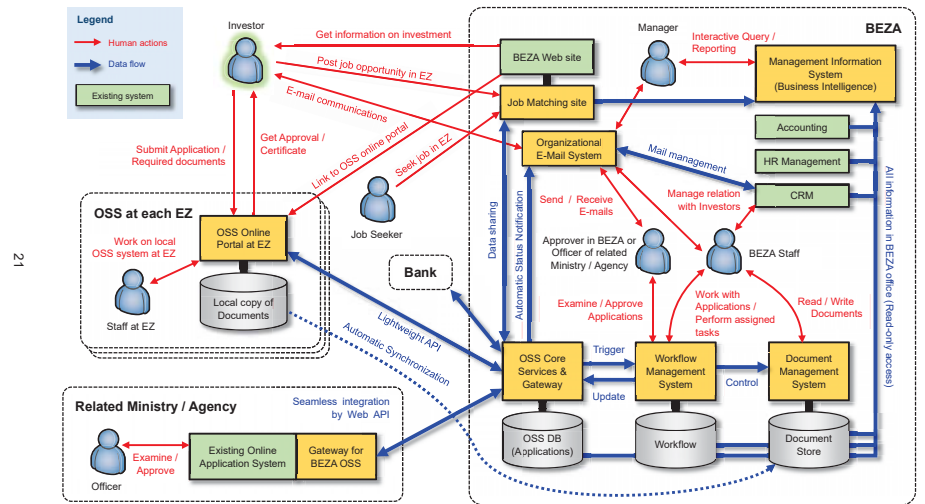 Legend
Human actions
Data flow
Existing system
Investor
Get information on investment
Post job opportunity in EZ
E-mail communications
Submit Application /
Required documents
Get Approval /
Certificate
Link to OSS online portal
Seek job in EZ
Job Seeker
BEZA
BEZA Web site
Job Matching site
Manager
Interactive Query /
Reporting
Management Information
System
(Business Intelligence)
Accounting
HR Management
CRM
Organizational
E-Mail System
Mail management
Manage relation
with Investors
Send / Receive
E-mails
Approver in BEZA or
Officer of related
Ministry / Agency
BEZA Staff
Examine / Approve
Applications
Work with
Applications /
Perform assigned
tasks
Read / Write
Documents
Data sharing
Automatic Status Notification
All information in BEZA office (Read-only access)
OSS at each EZ
OSS Online
Portal at EZ
Work on local
OSS system at EZ
Staff at EZ
Local copy of
Documents
Bank
Lightweight API
Automatic Synchronization
OSS Core
Services &
Gateway
Trigger
Update
Workflow
Management
System
Control
Document
Management
System
OSS DB
(Applications)
Workflow
Document
Store
Related Ministry / Agency
Seamless integration
by Web API
Officer
Examine /
Approve
Existing Online
Application System
Gateway for
BEZA OSS
21